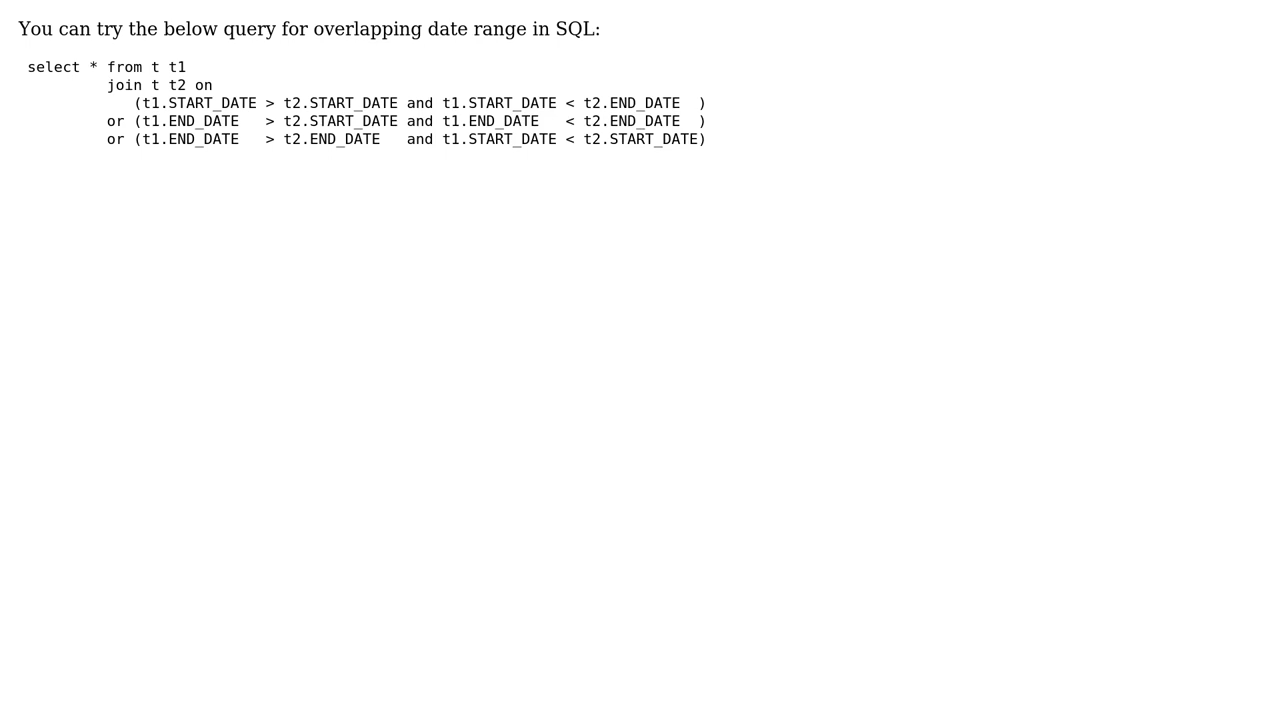 You can try the below query for overlapping date range in SQL:
select * from t t1
         join t t2 on
            (t1.START_DATE > t2.START_DATE and t1.START_DATE < t2.END_DATE  )
         or (t1.END_DATE   > t2.START_DATE and t1.END_DATE   < t2.END_DATE  )
         or (t1.END_DATE   > t2.END_DATE   and t1.START_DATE < t2.START_DATE)